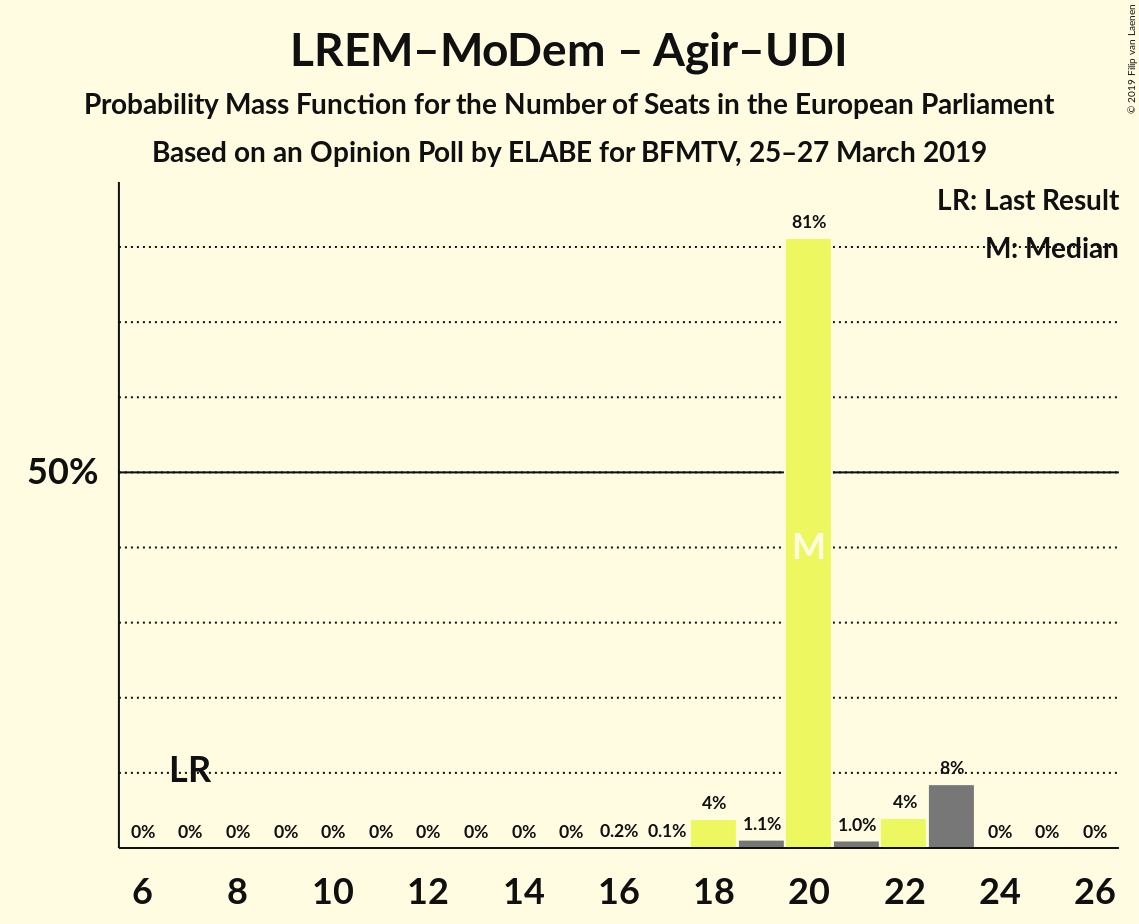 LREM–MoDem – Agir–UDI
Probability Mass Function for the Number of Seats in the European Parliament
Based on an Opinion Poll by ELABE for BFMTV, 25–27 March 2019
© 2019 Filip van Laenen
LR: Last Result
M: Median
81%
50%
M
LR
8%
4%
4%
1.1%
1.0%
0% 0% 0% 0% 0% 0% 0% 0% 0% 0% 0.2% 0.1% 0% 0% 0%
6 8 10 12 14 16 18 20 22 24 26